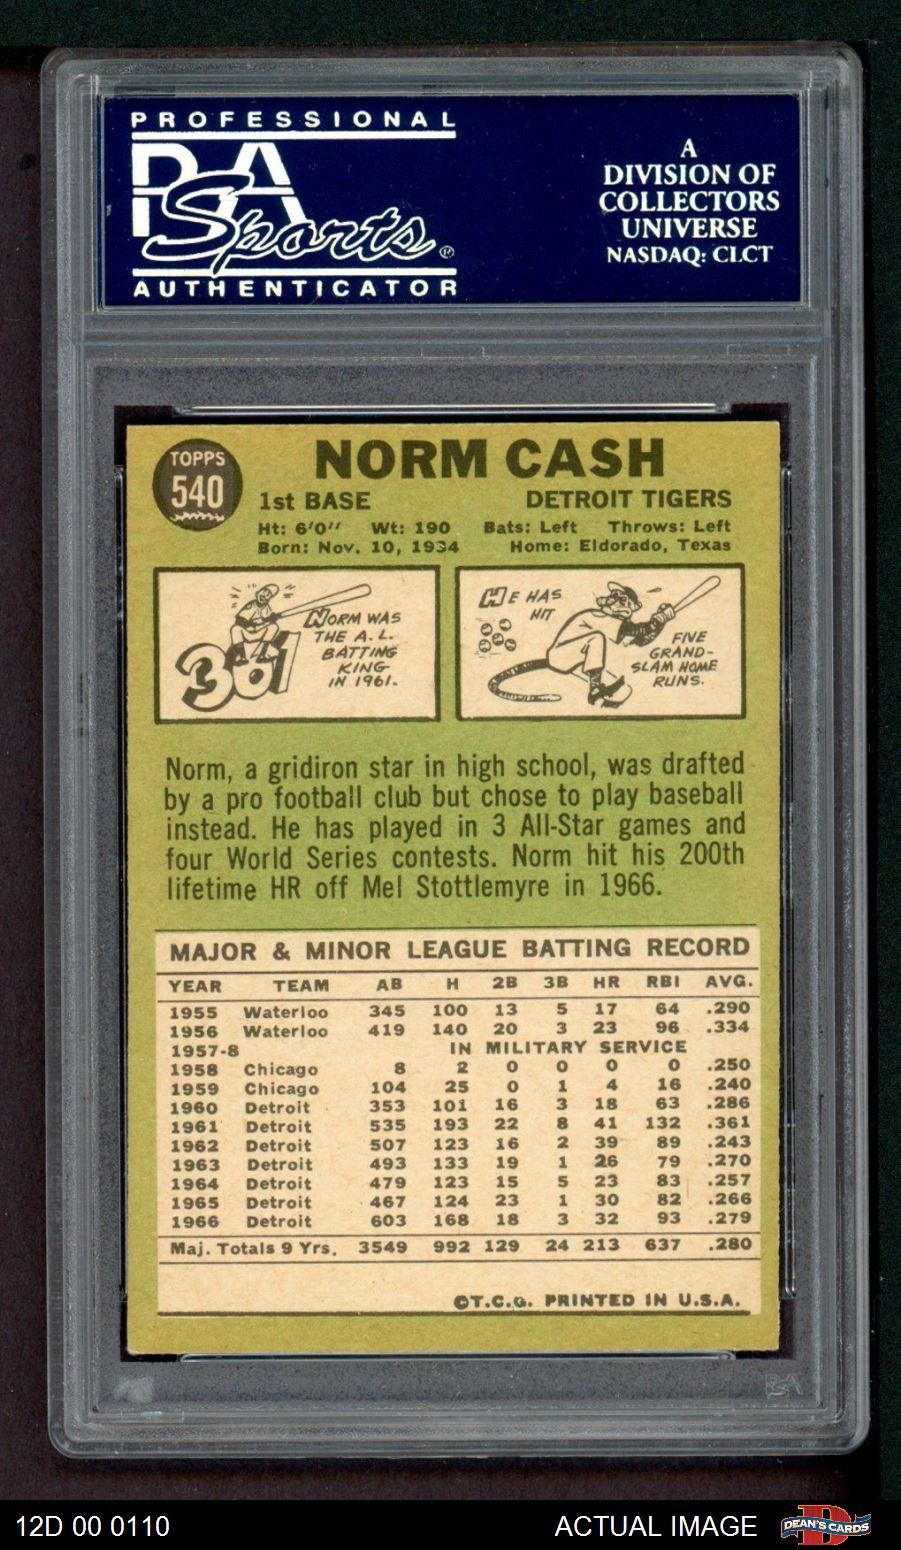 PROFESSIONAL
PSA
Sports®
AUTHENTICATOR
A
DIVISION OF
COLLECTORS
UNIVERSE
NASDAQ: CLCT
TOPPS
540
NORM CASH
1st BASE DETROIT TIGERS
Ht: 6'0'' Wt: 190 Bats: Left Throws: Left
Born: Nov. 10, 1934 Home: Eldorado, Texas
361
NORM WAS
THE A.L.
BATTING
KING
IN 1961.
HE HAS
HIT
FIVE
GRAND-
SLAM HOME
RUNS.
Norm, a gridiron star in high school, was drafted
by a pro football club but chose to play baseball
instead. He has played in 3 All-Star games and
four World Series contests. Norm hit his 200th
lifetime HR off Mel Stottlemyre in 1966.
MAJOR & MINOR LEAGUE BATTING RECORD
YEAR TEAM AB H 2B 3B HR RBI AVG.
1955 Waterloo 345 100 13 5 17 64 .290
1956 Waterloo 419 140 20 3 23 96 .334
1957-8 IN MILITARY SERVICE
1958 Chicago 8 2 0 0 0 0 .250
1959 Chicago 104 25 0 1 4 16 .240
1960 Detroit 353 101 16 3 18 63 .286
1961 Detroit 535 193 22 8 41 132 .361
1962 Detroit 507 123 16 2 39 89 .243
1963 Detroit 493 133 19 1 26 79 .270
1964 Detroit 479 123 15 5 23 83 .257
1965 Detroit 467 124 23 1 30 82 .266
1966 Detroit 603 168 18 3 32 93 .279
Maj. Totals 9 Yrs. 3549 992 129 24 213 637 .280
©T.C.G. PRINTED IN U.S.A.
PSA
12D 00 0110 ACTUAL IMAGE
D
DEAN'S CARDS